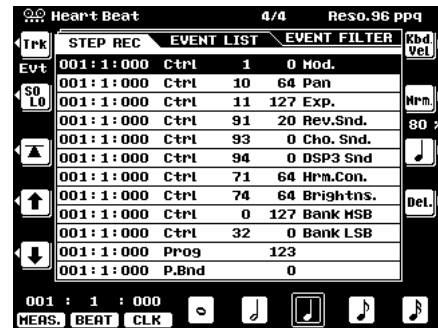 Heart Beat 4/4 Reso.96 ppq
Trk STEP REC EVENT LIST EVENT FILTER Kbd. Vel
Evt
001:1:000 Ctrl 1 0 Mod.
SO LO
001:1:000 Ctrl 10 64 Pan
001:1:000 Ctrl 11 127 Exp. Nrm.
001:1:000 Ctrl 91 20 Rev.Snd. 80 %
001:1:000 Ctrl 93 0 Cho. Snd.
001:1:000 Ctrl 94 0 DSP3 Snd
001:1:000 Ctrl 71 64 Hrm.Con.
001:1:000 Ctrl 74 64 Brightns.
001:1:000 Ctrl 0 127 Bank MSB Del.
001:1:000 Ctrl 32 0 Bank LSB
001:1:000 Prog 123
001:1:000 P.Bnd 0
001 : 1 : 000
MEAS. BEAT CLK